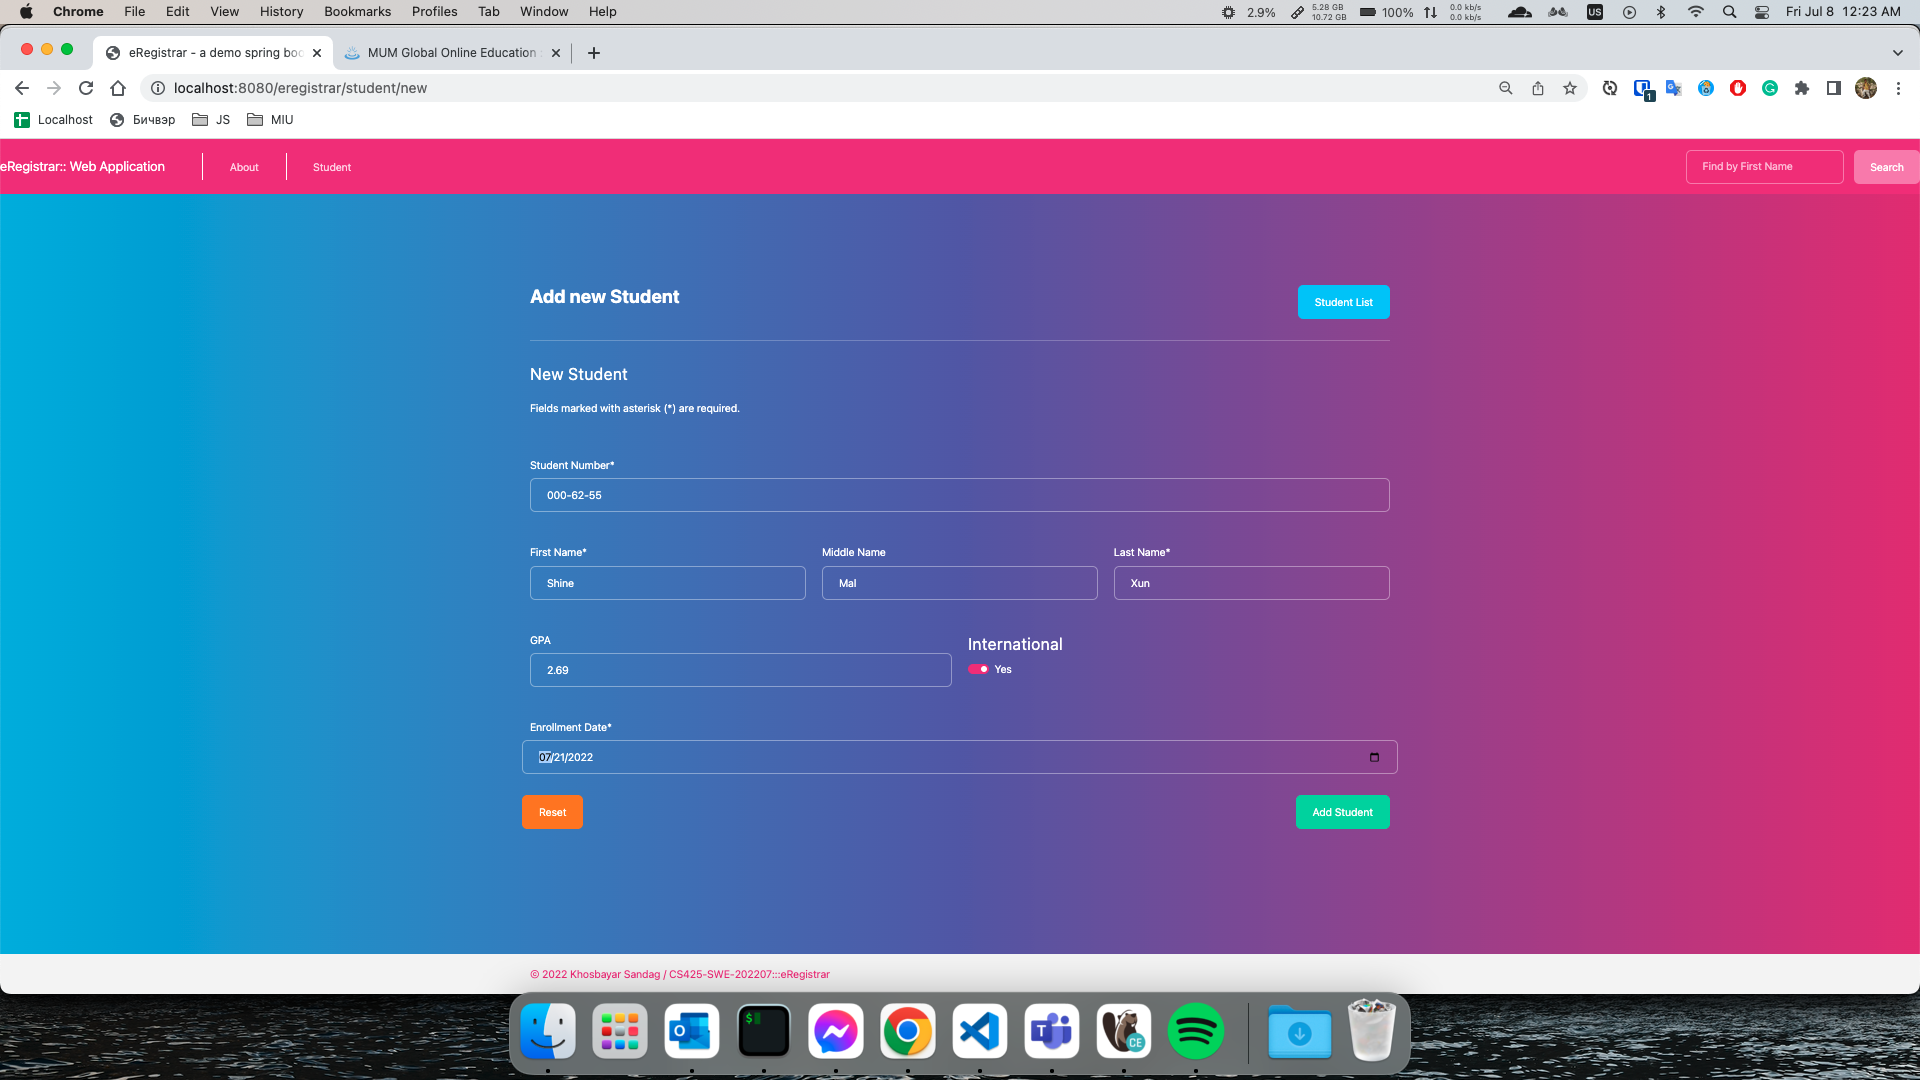 Chrome File Edit View History Bookmarks Profiles Tab Window Help 2.9% 5.28 GB 10.72 GB 100% 0.0 kb/s 0.0 kb/s US Fri Jul 8 12:23 AM
eRegistrar - a demo spring boo MUM Global Online Education
localhost:8080/eregistrar/student/new 1
Localhost Бичвэр JS MIU
eRegistrar:: Web Application About Student Find by First Name Search
Add new Student Student List
New Student
Fields marked with asterisk (*) are required.
Student Number*
000-62-55
First Name* Middle Name Last Name*
Shine Mal Xun
GPA International
2.69 Yes
Enrollment Date*
07/21/2022
Reset Add Student
© 2022 Khosbayar Sandag / CS425-SWE-202207:::eRegistrar
$ CE